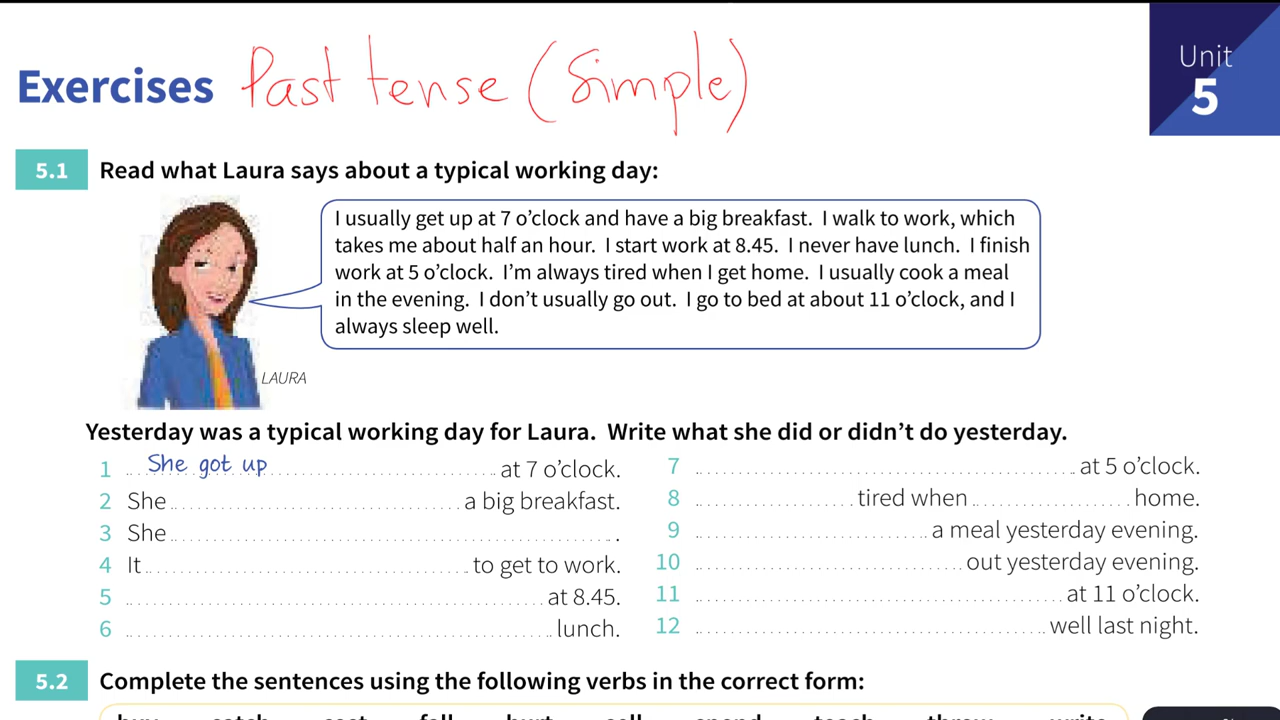 Exercises Past tense (Simple)
Unit
5
5.1 Read what Laura says about a typical working day:
I usually get up at 7 o'clock and have a big breakfast. I walk to work, which
takes me about half an hour. I start work at 8.45. I never have lunch. I finish
work at 5 o'clock. I'm always tired when I get home. I usually cook a meal
in the evening. I don't usually go out. I go to bed at about 11 o'clock, and I
always sleep well.
LAURA
Yesterday was a typical working day for Laura. Write what she did or didn't do yesterday.
1 She got up at 7 o'clock.
2 She a big breakfast.
3 She .
4 It to get to work.
5 at 8.45.
6 lunch.
7 at 5 o'clock.
8 tired when home.
9 a meal yesterday evening.
10 out yesterday evening.
11 at 11 o'clock.
12 well last night.
5.2 Complete the sentences using the following verbs in the correct form: